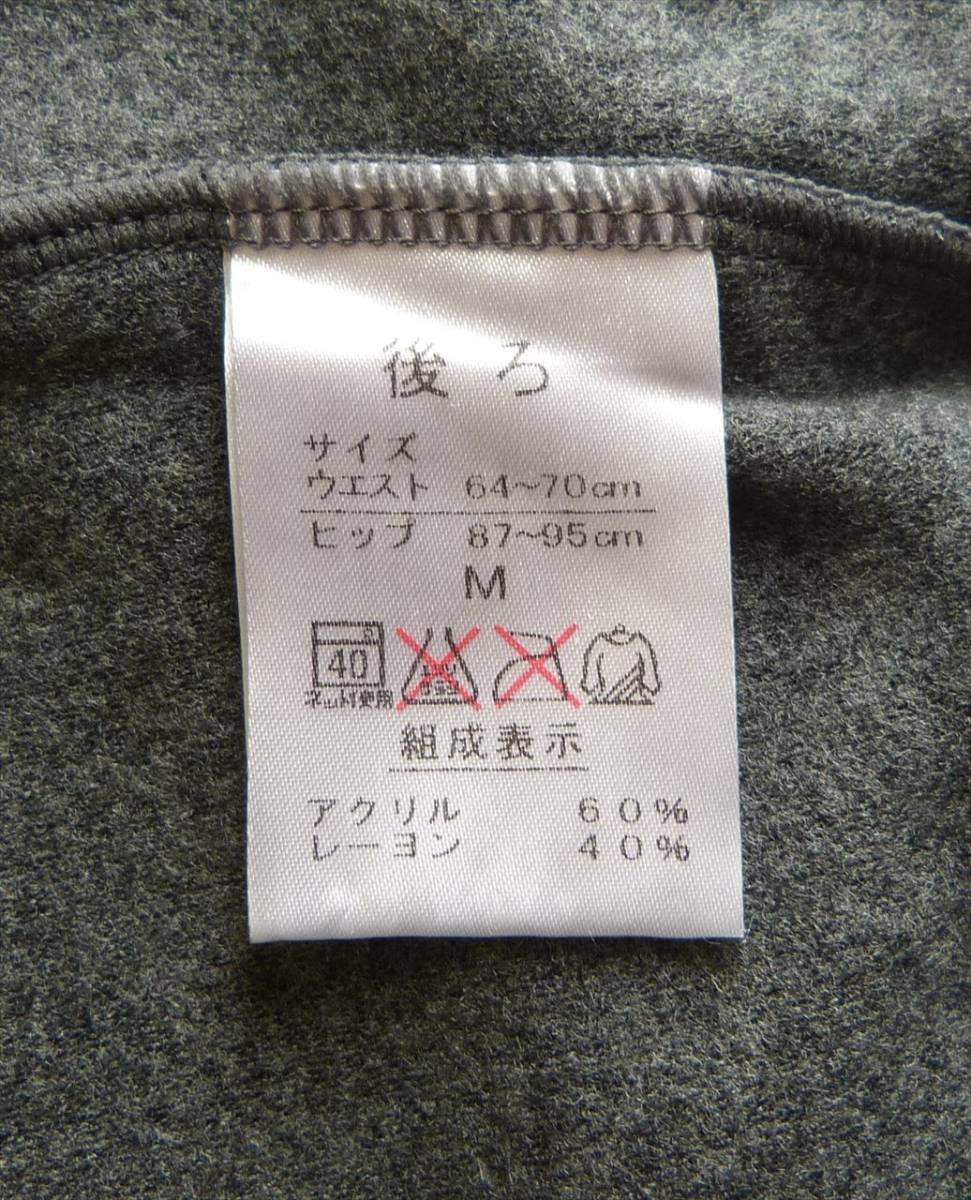 後ろ
サイズ
ウエスト 64～70cm
ヒップ 87～95cm
M
40
ネット使用
組成表示
アクリル 60%
レーヨン 40%